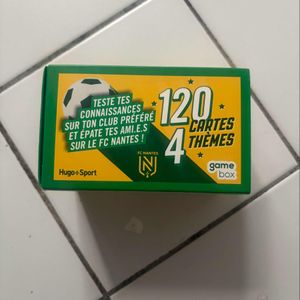 TESTE TES
CONNAISSANCES
SUR TON CLUB PRÉFÉRÉ
ET ÉPATE TES AMI.E.S
SUR LE FC NANTES !
120
CARTES
4
THÈMES
FC NANTES
N
Hugo+Sport
game
box